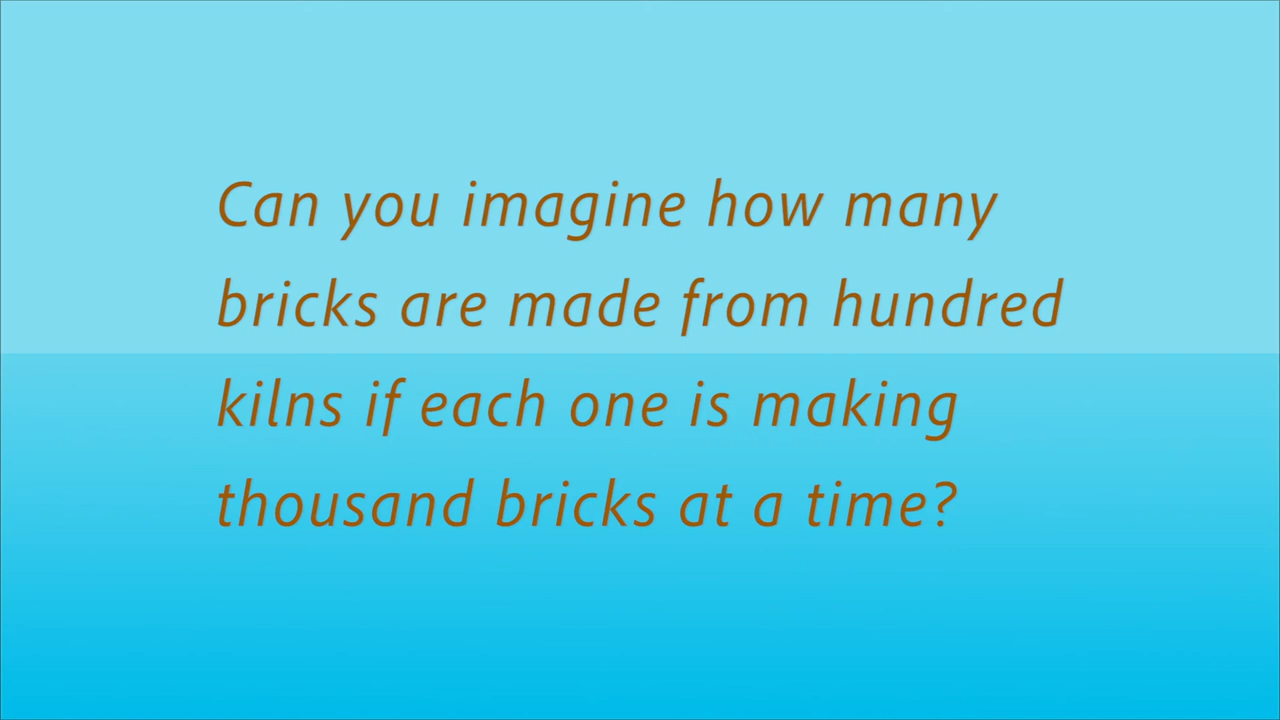 Can you imagine how many
bricks are made from hundred
kilns if each one is making
thousand bricks at a time?